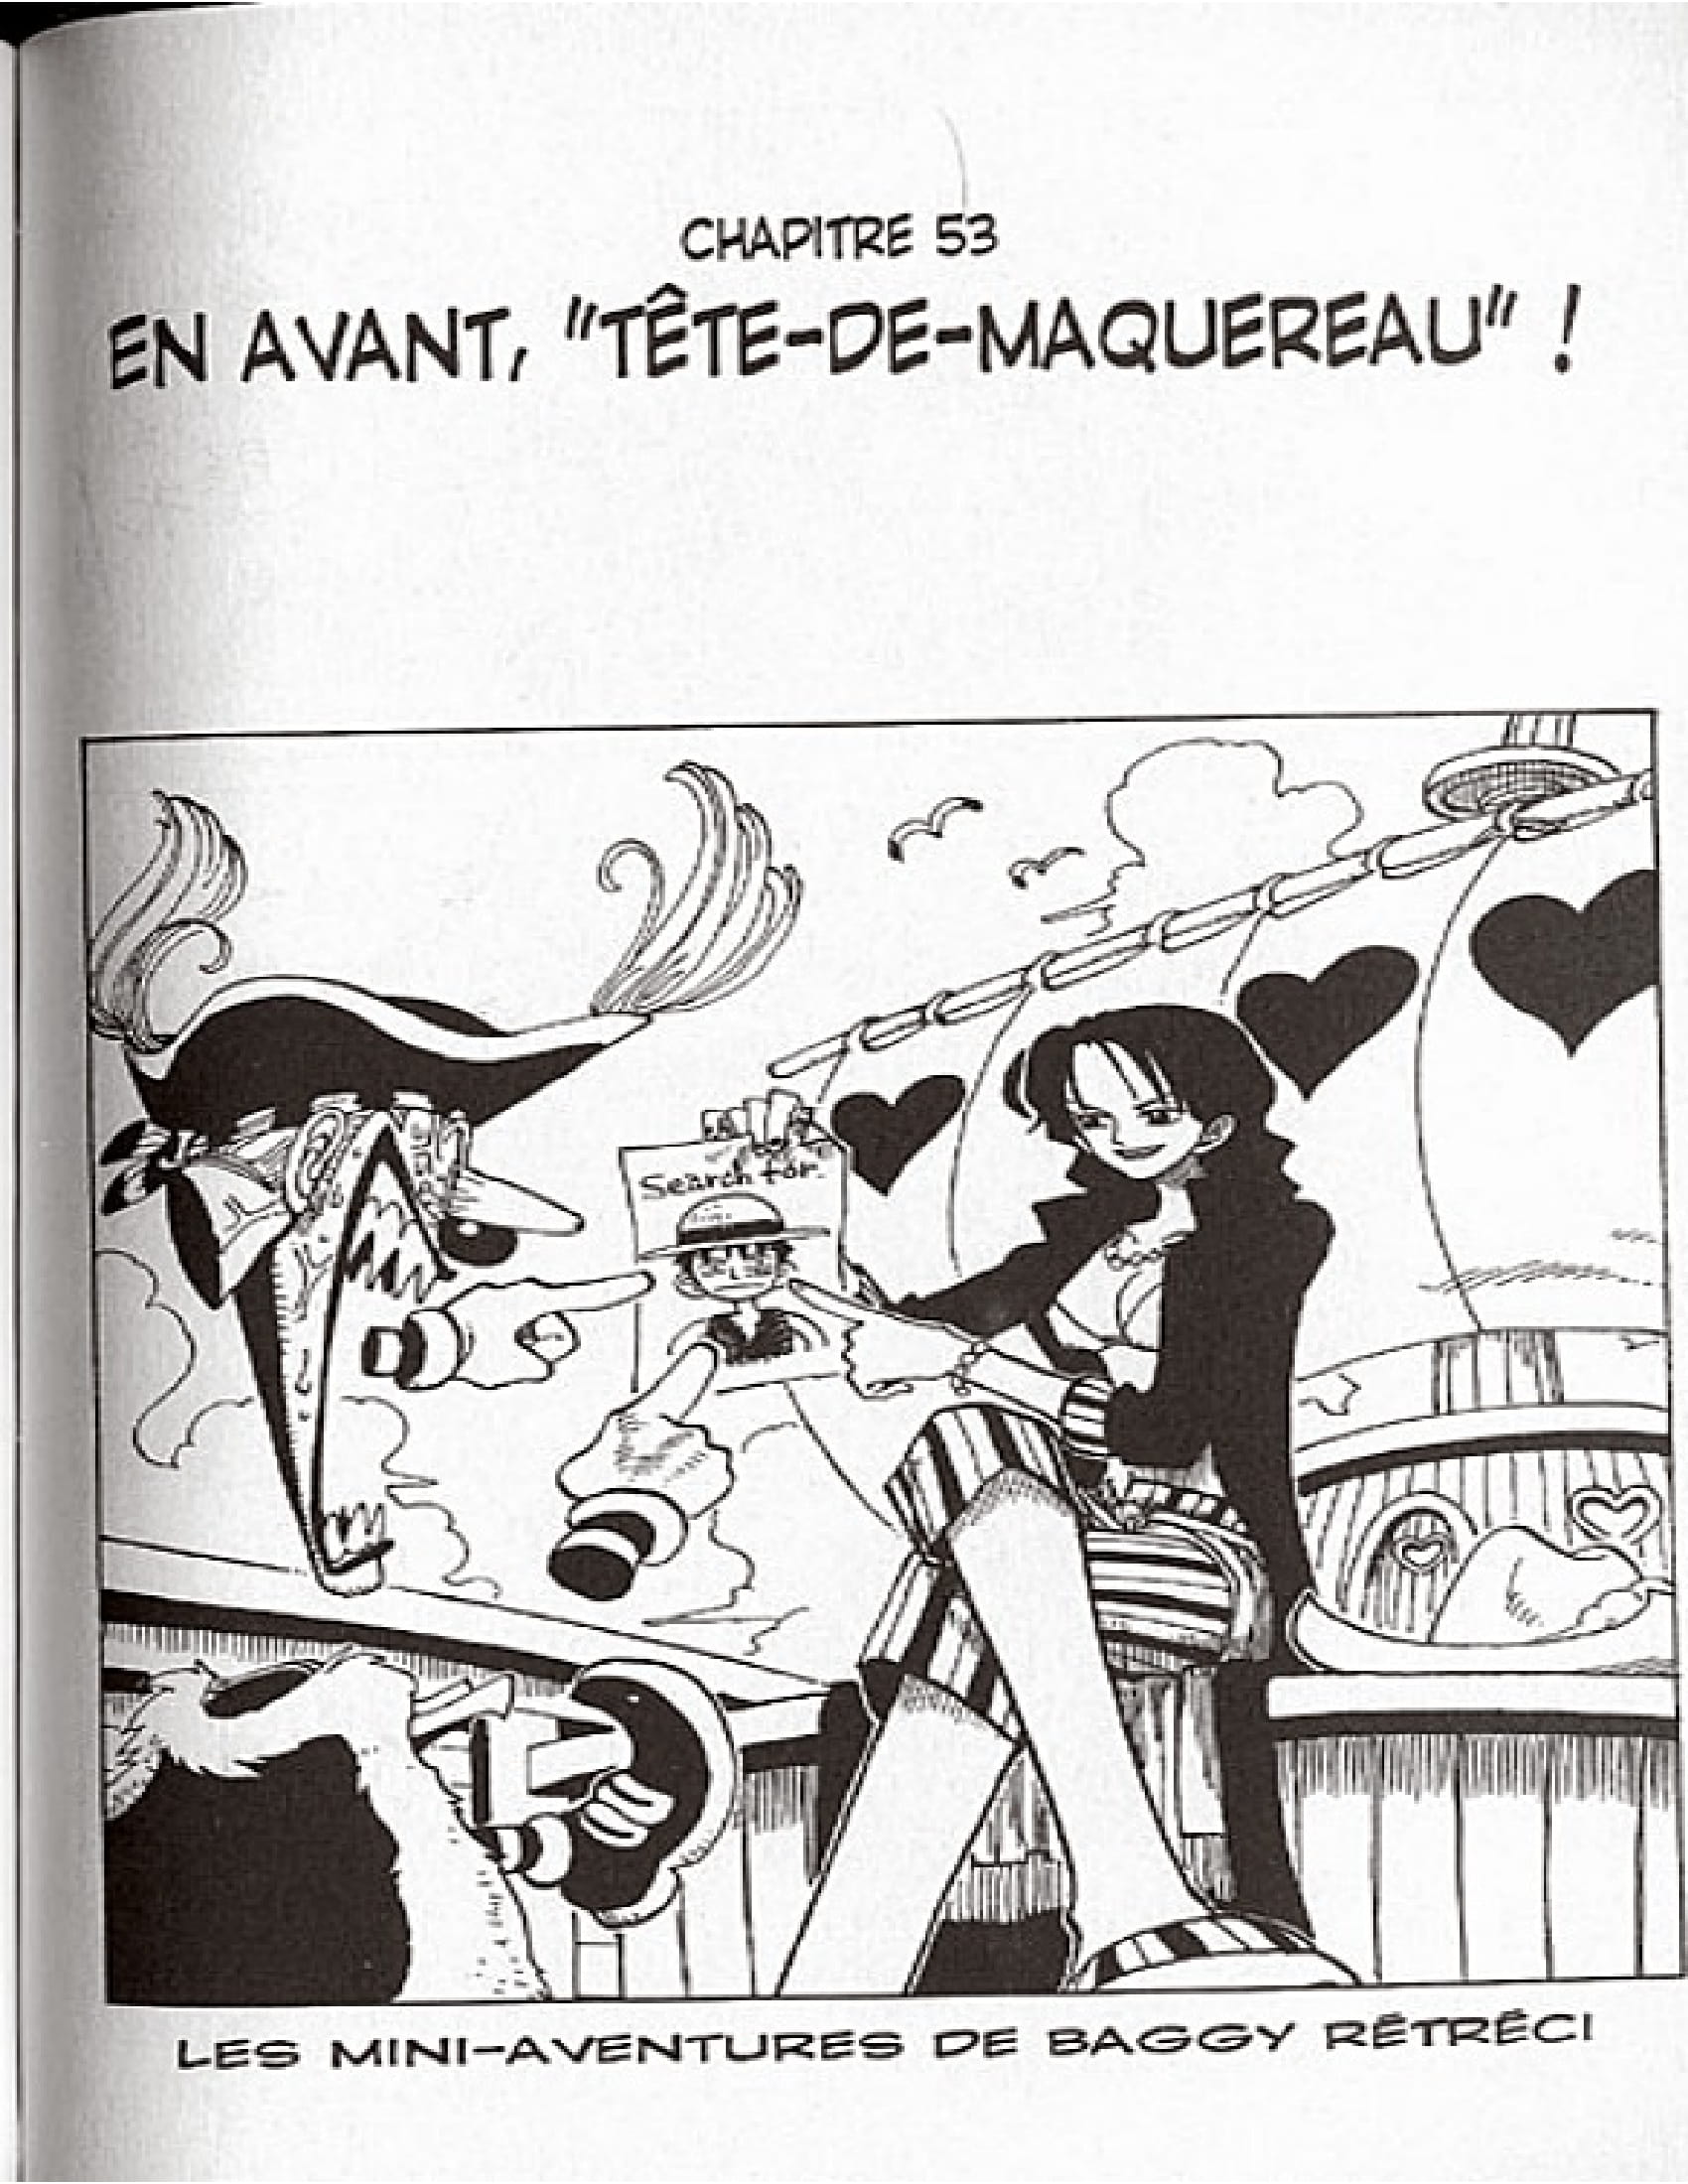 CHAPITRE 53
EN AVANT, "TÊTE-DE-MAQUEREAU" !
Search for.
LES MINI-AVENTURES DE BAGGY RÉTRÉCI